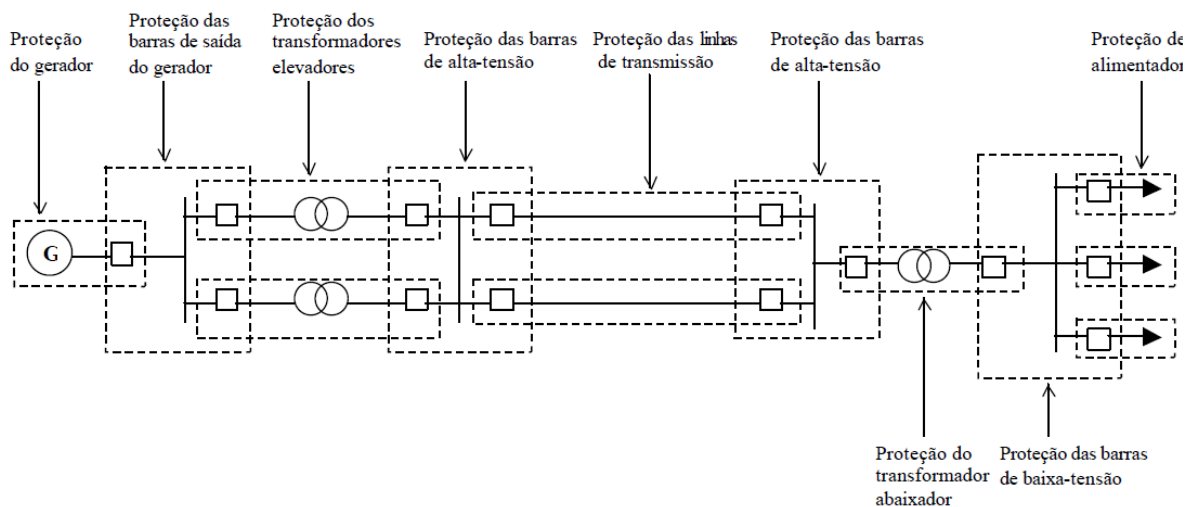 Proteção
do gerador
Proteção das
barras de saída
do gerador
Proteção dos
transformadores
elevadores
Proteção das barras
de alta-tensão
Proteção das linhas
de transmissão
Proteção das barras
de alta-tensão
Proteção de
alimentador
G
Proteção do
transformador
abaixador
Proteção das barras
de baixa-tensão